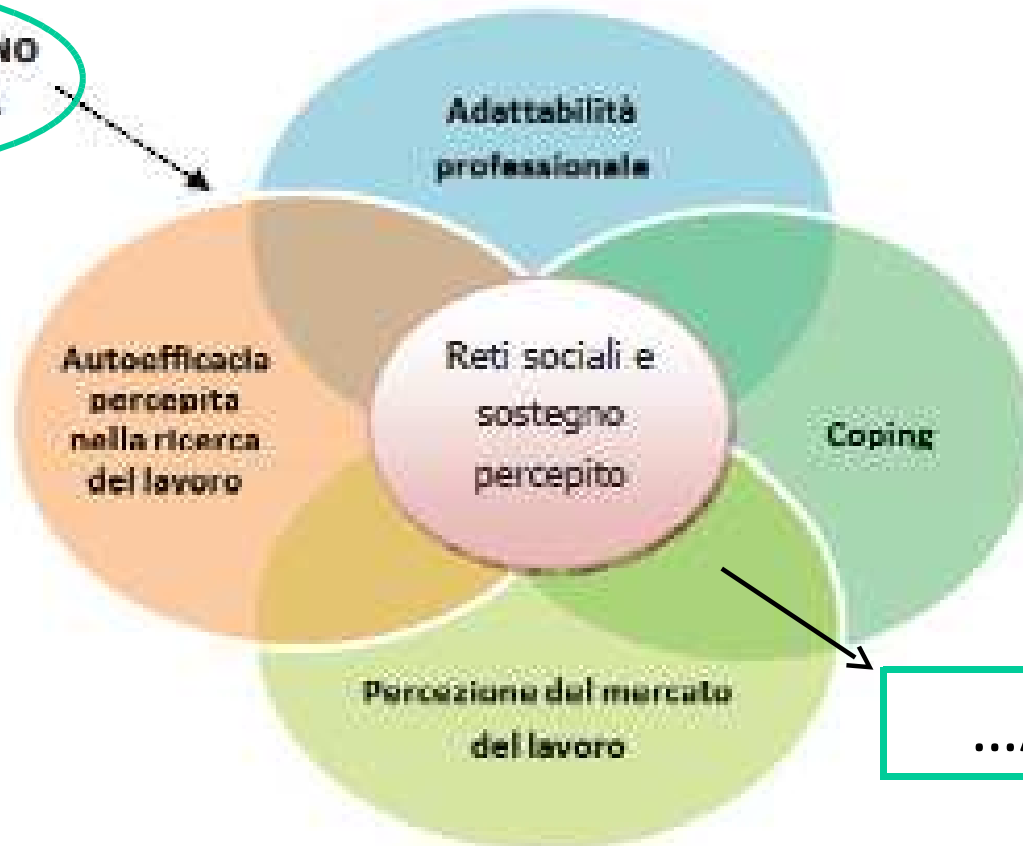 Adattabilità
professionale
Autoefficacia
percepita
nella ricerca
del lavoro
Reti sociali e
sostegno
percepito
Coping
Percezione del mercato
del lavoro
....